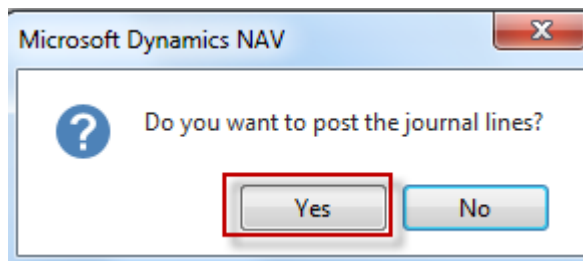 Microsoft Dynamics NAV
Do you want to post the journal lines?
Yes
No